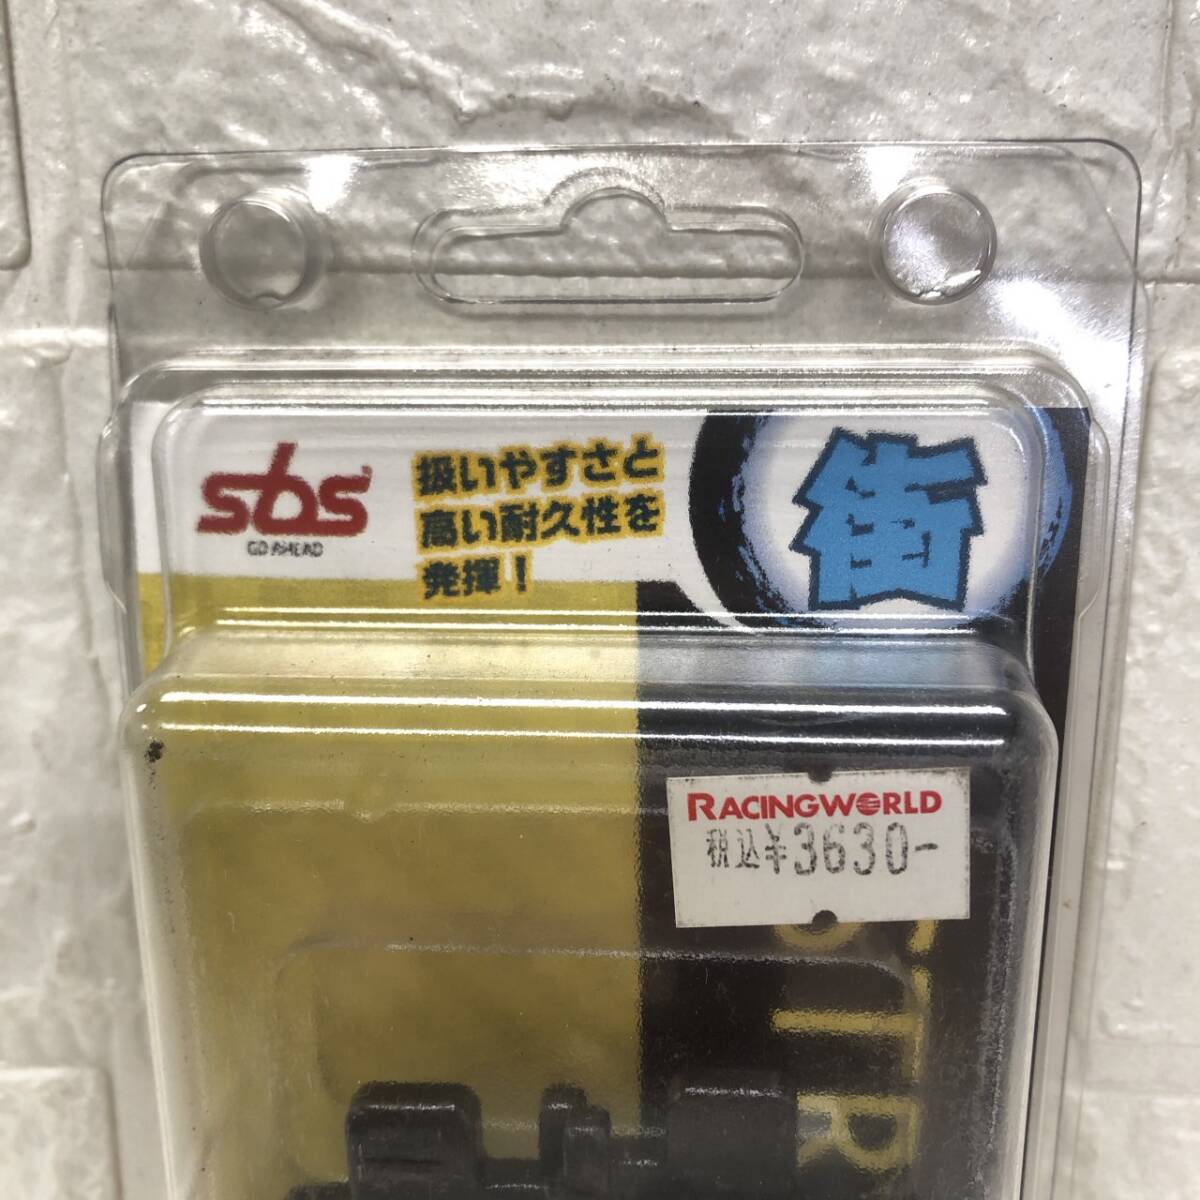 sbs
GO AHEAD
扱いやすさと
高い耐久性を
発揮！
街
RACINGWORLD
税込¥3630-
STR